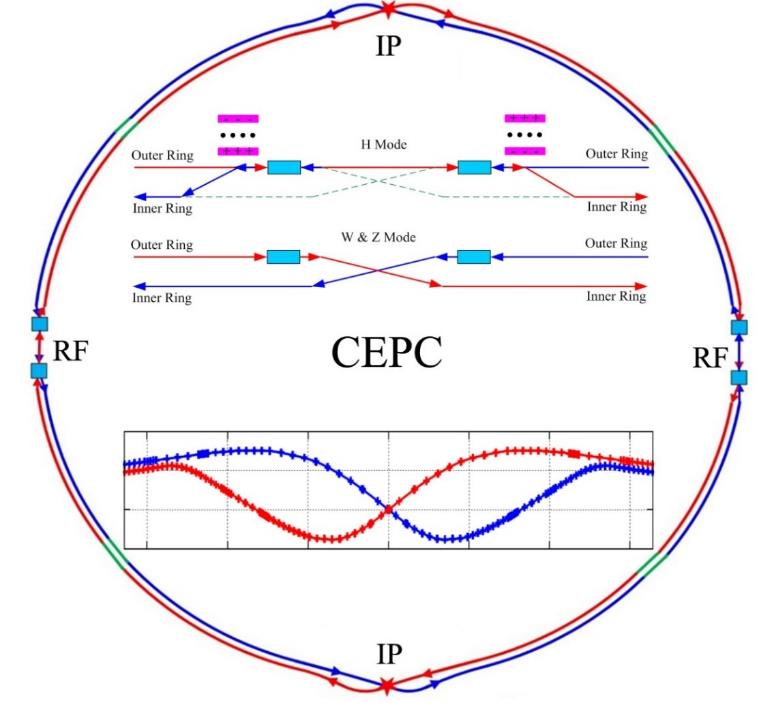 IP
- - -
+ + +
H Mode
Outer Ring
+ + +
- - -
Outer Ring
Inner Ring
Inner Ring
W & Z Mode
Outer Ring
Outer Ring
Inner Ring
Inner Ring
RF
CEPC
RF
IP